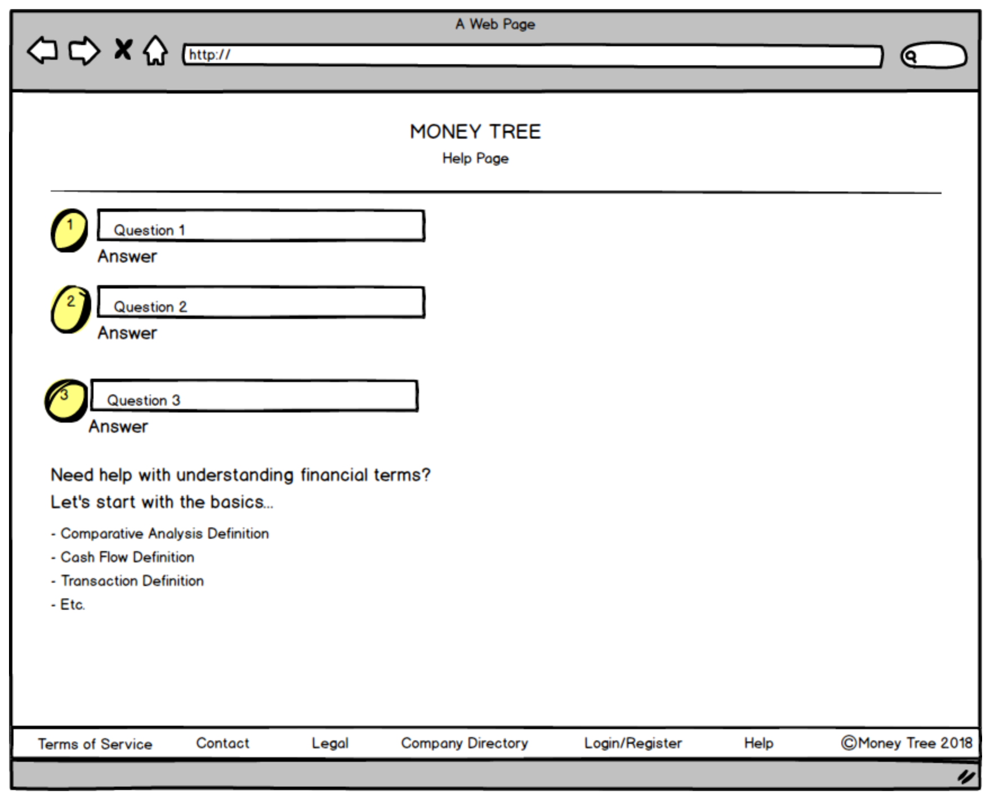 A Web Page
http://
MONEY TREE
Help Page
1
Question 1
Answer
2
Question 2
Answer
3
Question 3
Answer
Need help with understanding financial terms?
Let's start with the basics...
- Comparative Analysis Definition
- Cash Flow Definition
- Transaction Definition
- Etc.
Terms of Service Contact Legal Company Directory Login/Register Help ©Money Tree 2018